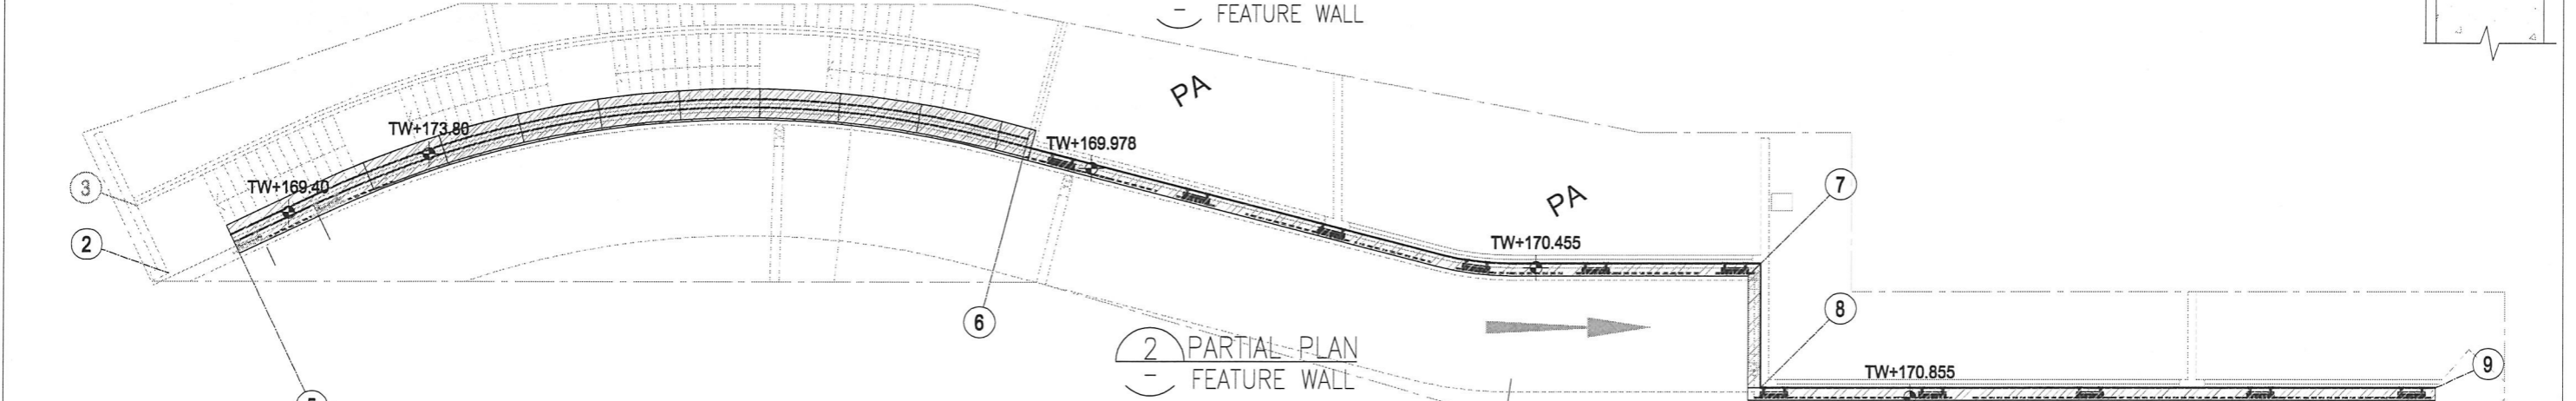 –
FEATURE WALL
PA
TW+173.80
TW+169.978
3
TW+169.40
7
PA
2
TW+170.455
8
6
2
PARTIAL PLAN
–
FEATURE WALL
9
TW+170.855